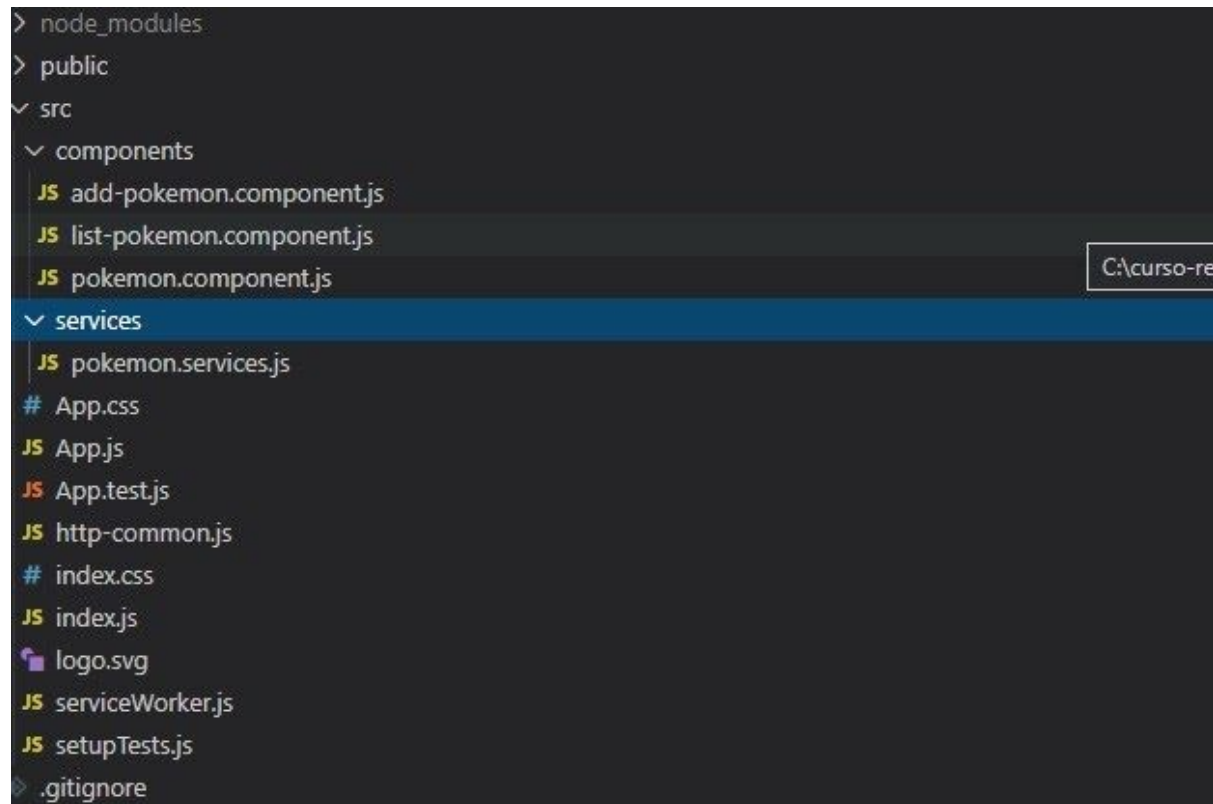 node_modules
public
src
components
JS add-pokemon.component.js
JS list-pokemon.component.js
JS pokemon.component.js
C:\curso-re
services
JS pokemon.services.js
# App.css
JS App.js
JS App.test.js
JS http-common.js
# index.css
JS index.js
logo.svg
JS serviceWorker.js
JS setupTests.js
.gitignore